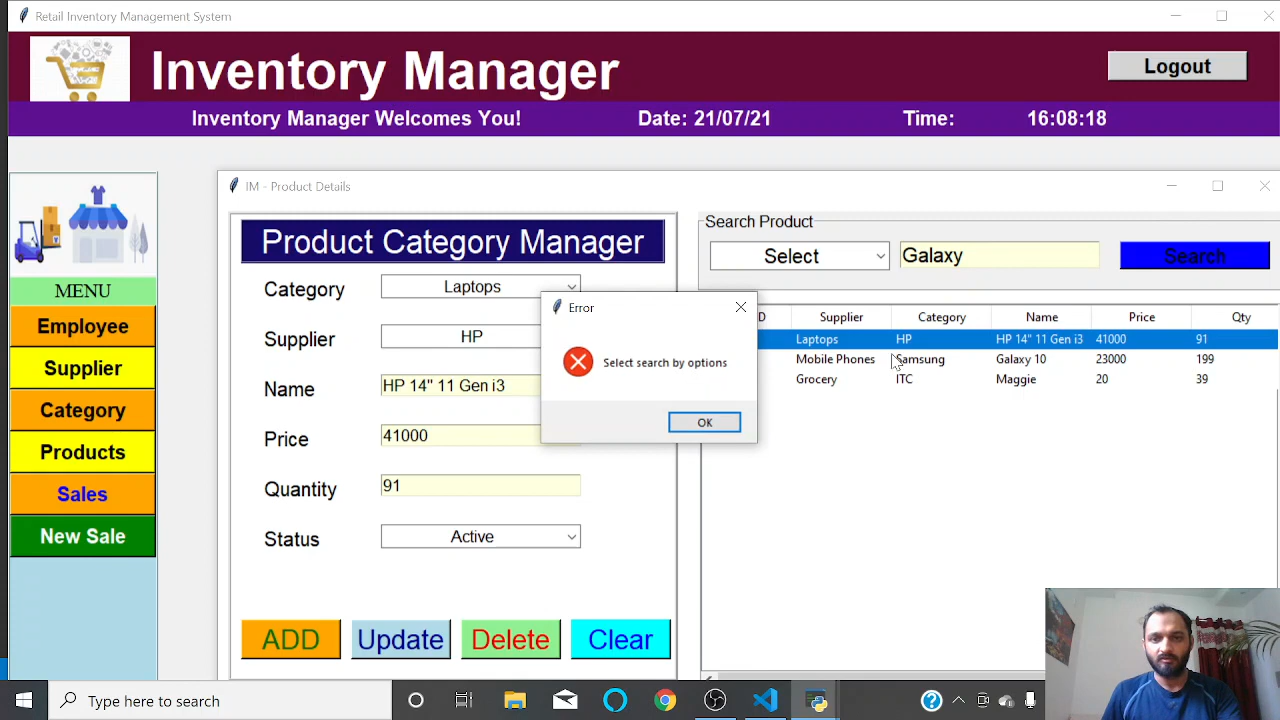 Retail Inventory Management System
Inventory Manager
Logout
Inventory Manager Welcomes You!
Date: 21/07/21
Time:
16:08:18
IM - Product Details
MENU
Employee
Supplier
Category
Products
Sales
New Sale
Product Category Manager
Category
Laptops
Supplier
HP
Name
HP 14" 11 Gen i3
Price
41000
Quantity
91
Status
Active
ADD
Update
Delete
Clear
Search Product
Select
Galaxy
Search
Error
Select search by options
OK
D Supplier Category Name Price Qty
Laptops HP HP 14" 11 Gen i3 41000 91
Mobile Phones Samsung Galaxy 10 23000 199
Grocery ITC Maggie 20 39
Type here to search